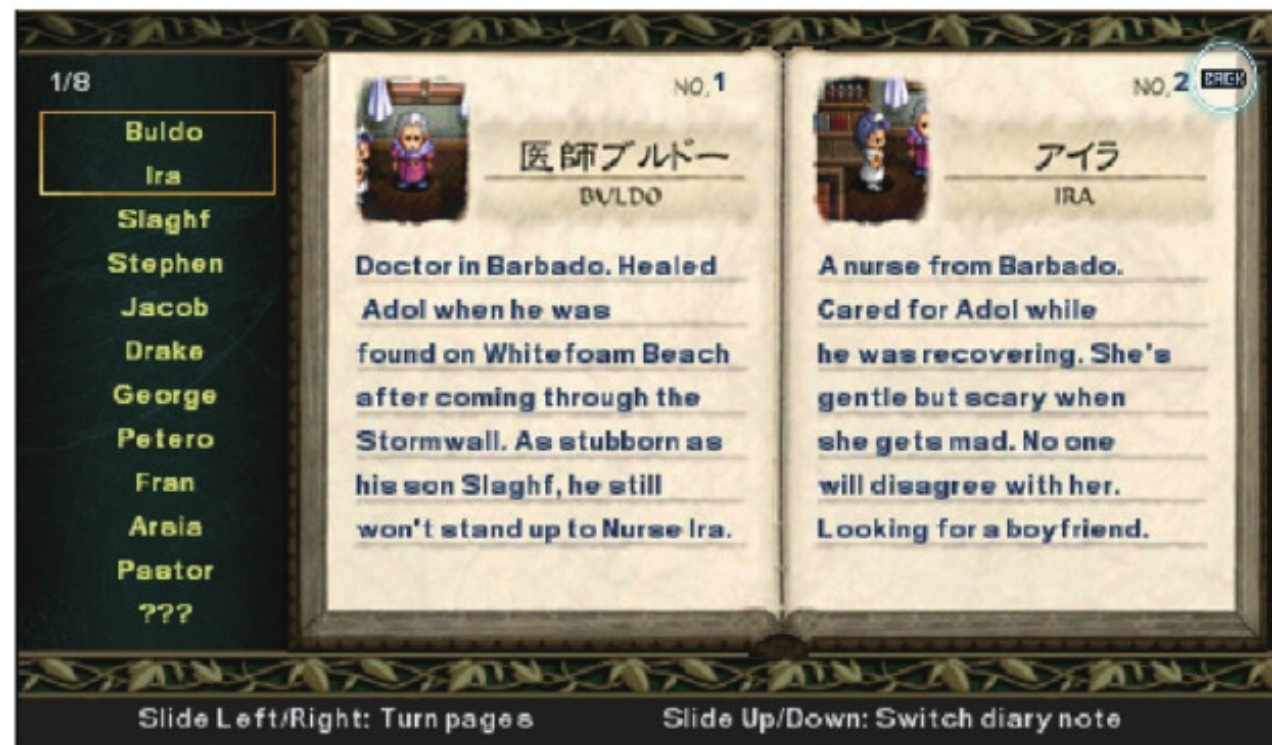 1/8
Buldo
Ira
Slaghf
Stephen
Jacob
Drake
George
Petero
Fran
Arsia
Pastor
???
NO.1
医師ブルドー
BULDO
Doctor in Barbado. Healed
Adol when he was
found on Whitefoam Beach
after coming through the
Stormwall. As stubborn as
his son Slaghf, he still
won't stand up to Nurse Ira.
NO.2
BACK
アイラ
IRA
A nurse from Barbado.
Cared for Adol while
he was recovering. She's
gentle but scary when
she gets mad. No one
will disagree with her.
Looking for a boyfriend.
Slide Left/Right: Turn pages
Slide Up/Down: Switch diary note